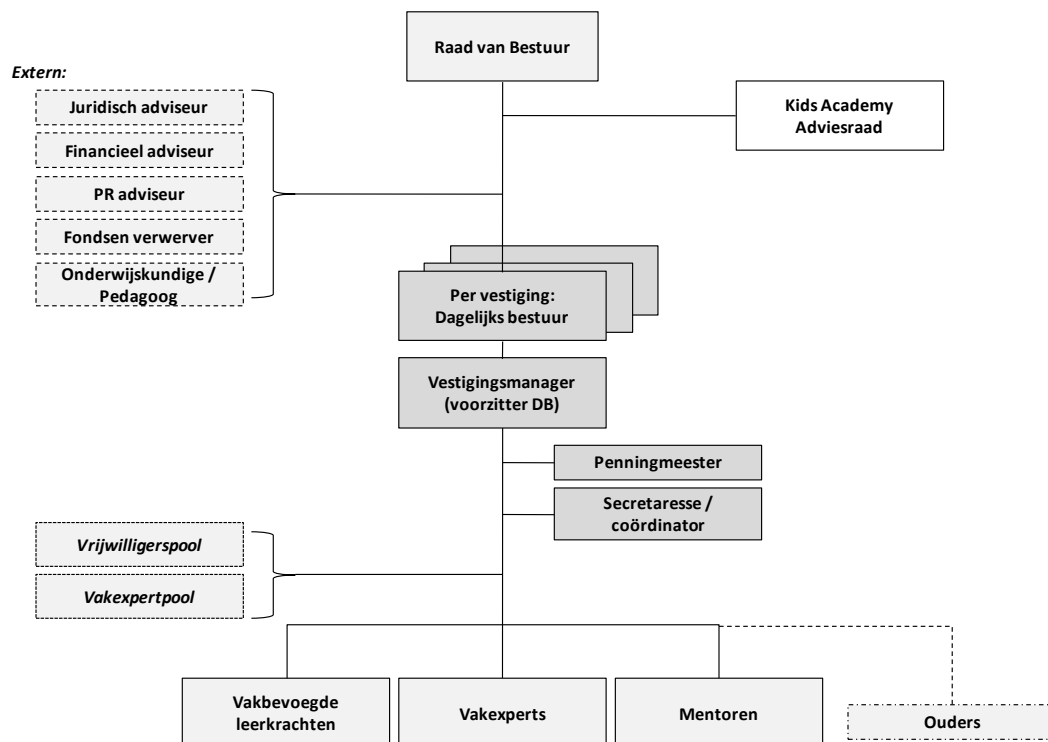 Raad van Bestuur
Extern:
Juridisch adviseur
Financieel adviseur
PR adviseur
Fondsen verwerver
Onderwijskundige /
Pedagoog
Kids Academy
Adviesraad
Per vestiging:
Dagelijks bestuur
Vestigingsmanager
(voorzitter DB)
Penningmeester
Secretaresse /
coördinator
Vrijwilligerspool
Vakexpertpool
Vakbevoegde
leerkrachten
Vakexperts
Mentoren
Ouders